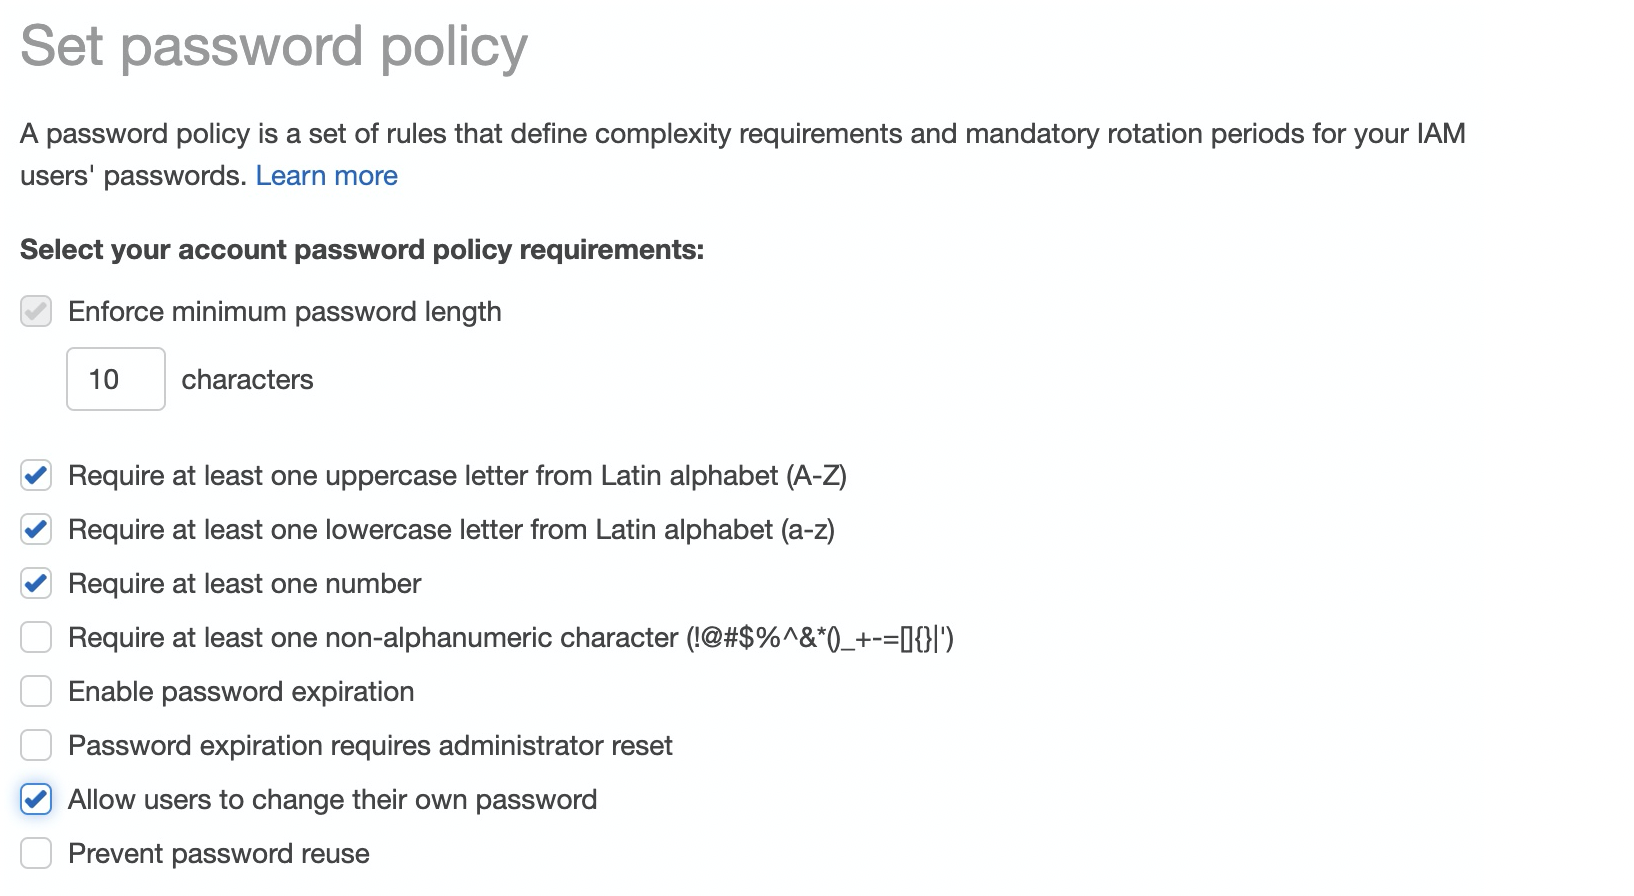 Set password policy
A password policy is a set of rules that define complexity requirements and mandatory rotation periods for your IAM
users' passwords. Learn more
Select your account password policy requirements:
Enforce minimum password length
10 characters
Require at least one uppercase letter from Latin alphabet (A-Z)
Require at least one lowercase letter from Latin alphabet (a-z)
Require at least one number
Require at least one non-alphanumeric character (!@#$%^&*()_+-=[]{}|')
Enable password expiration
Password expiration requires administrator reset
Allow users to change their own password
Prevent password reuse